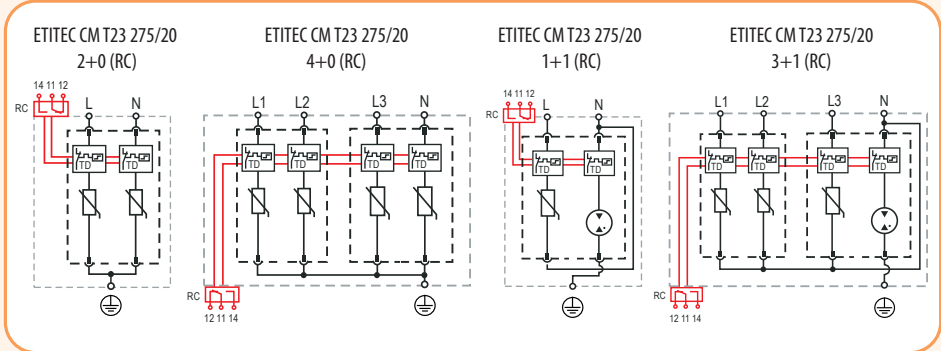 ETITEC CM T23 275/20
2+0 (RC)
14 11 12
RC
L N
TD TD
ETITEC CM T23 275/20
4+0 (RC)
L1 L2 L3 N
TD TD TD TD
RC
12 11 14
ETITEC CM T23 275/20
1+1 (RC)
14 11 12
RC
L N
TD TD
ETITEC CM T23 275/20
3+1 (RC)
L1 L2 L3 N
TD TD TD TD
RC
12 11 14